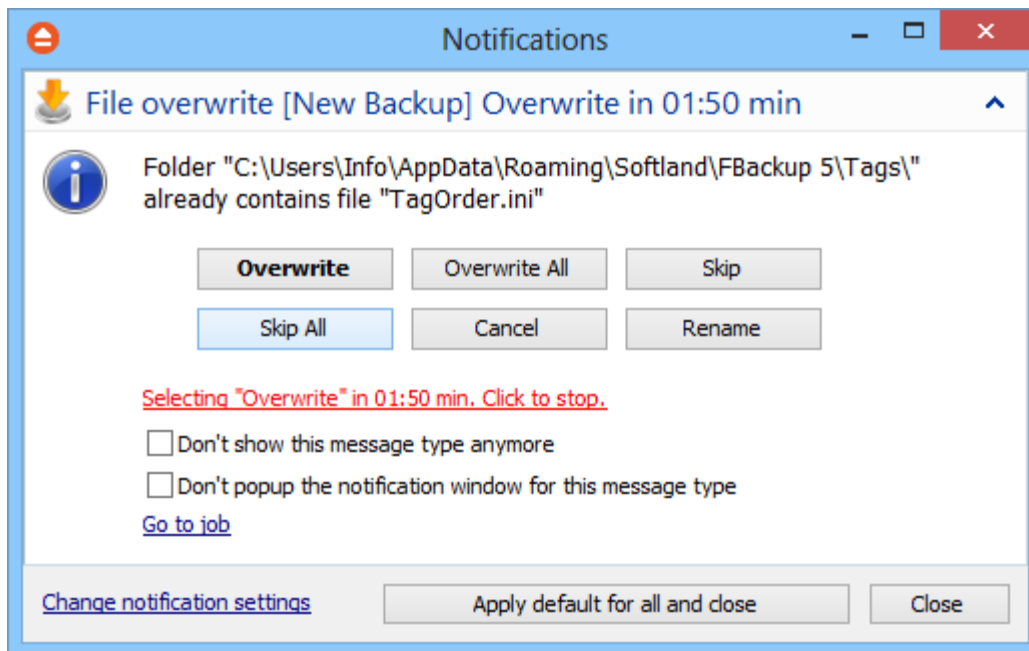 Notifications
File overwrite [New Backup] Overwrite in 01:50 min
Folder "C:\Users\Info\AppData\Roaming\Softland\FBackup 5\Tags\"
already contains file "TagOrder.ini"
Overwrite Overwrite All Skip
Skip All Cancel Rename
Selecting "Overwrite" in 01:50 min. Click to stop.
Don't show this message type anymore
Don't popup the notification window for this message type
Go to job
Change notification settings Apply default for all and close Close